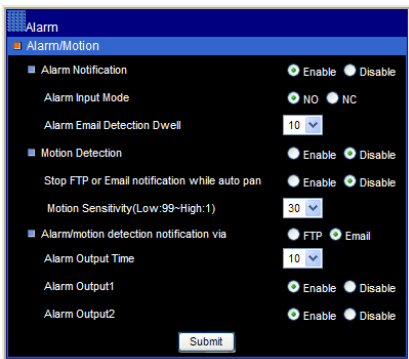 Alarm
Alarm/Motion
Alarm Notification Enable Disable
Alarm Input Mode NO NC
Alarm Email Detection Dwell 10
Motion Detection Enable Disable
Stop FTP or Email notification while auto pan Enable Disable
Motion Sensitivity(Low:99~High:1) 30
Alarm/motion detection notification via FTP Email
Alarm Output Time 10
Alarm Output1 Enable Disable
Alarm Output2 Enable Disable
Submit